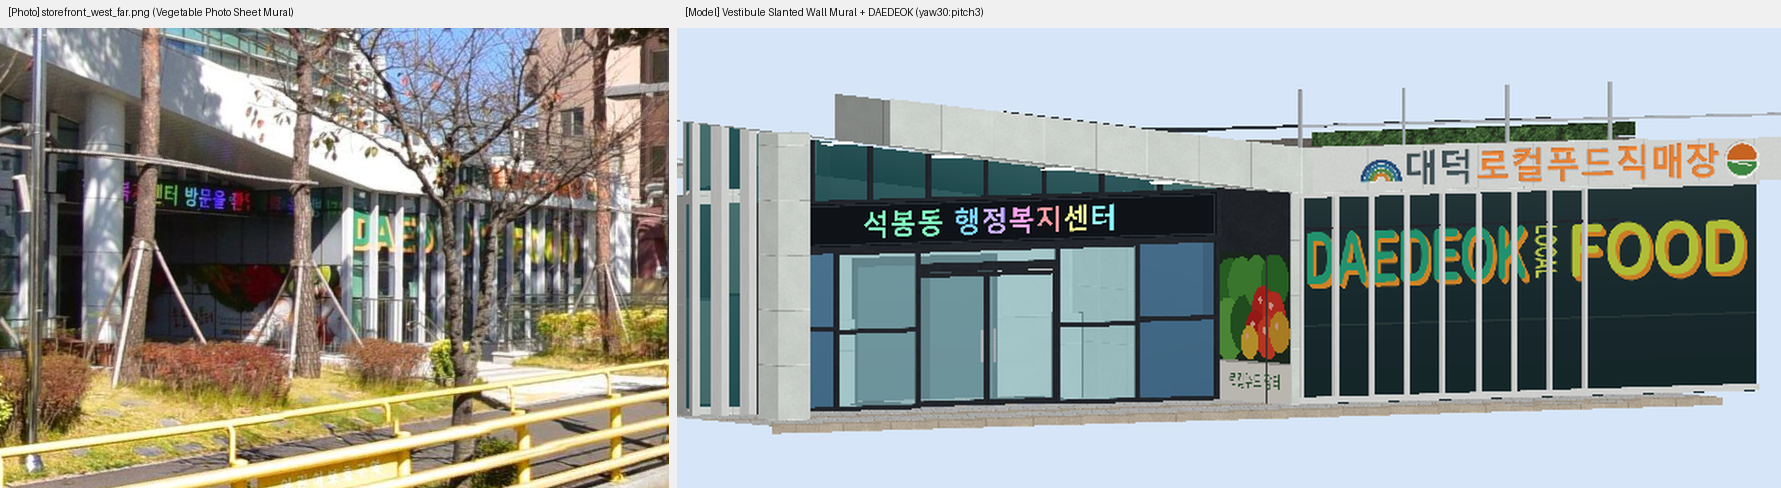 [Photo] storefront_west_far.png (Vegetable Photo Sheet Mural)
[Model] Vestibule Slanted Wall Mural + DAEDEOK (yaw30:pitch3)
센터 방문을 환
DAED
석봉동 행정복지센터
대덕로컬푸드직매장
DAEDEOK LOCAL FOOD